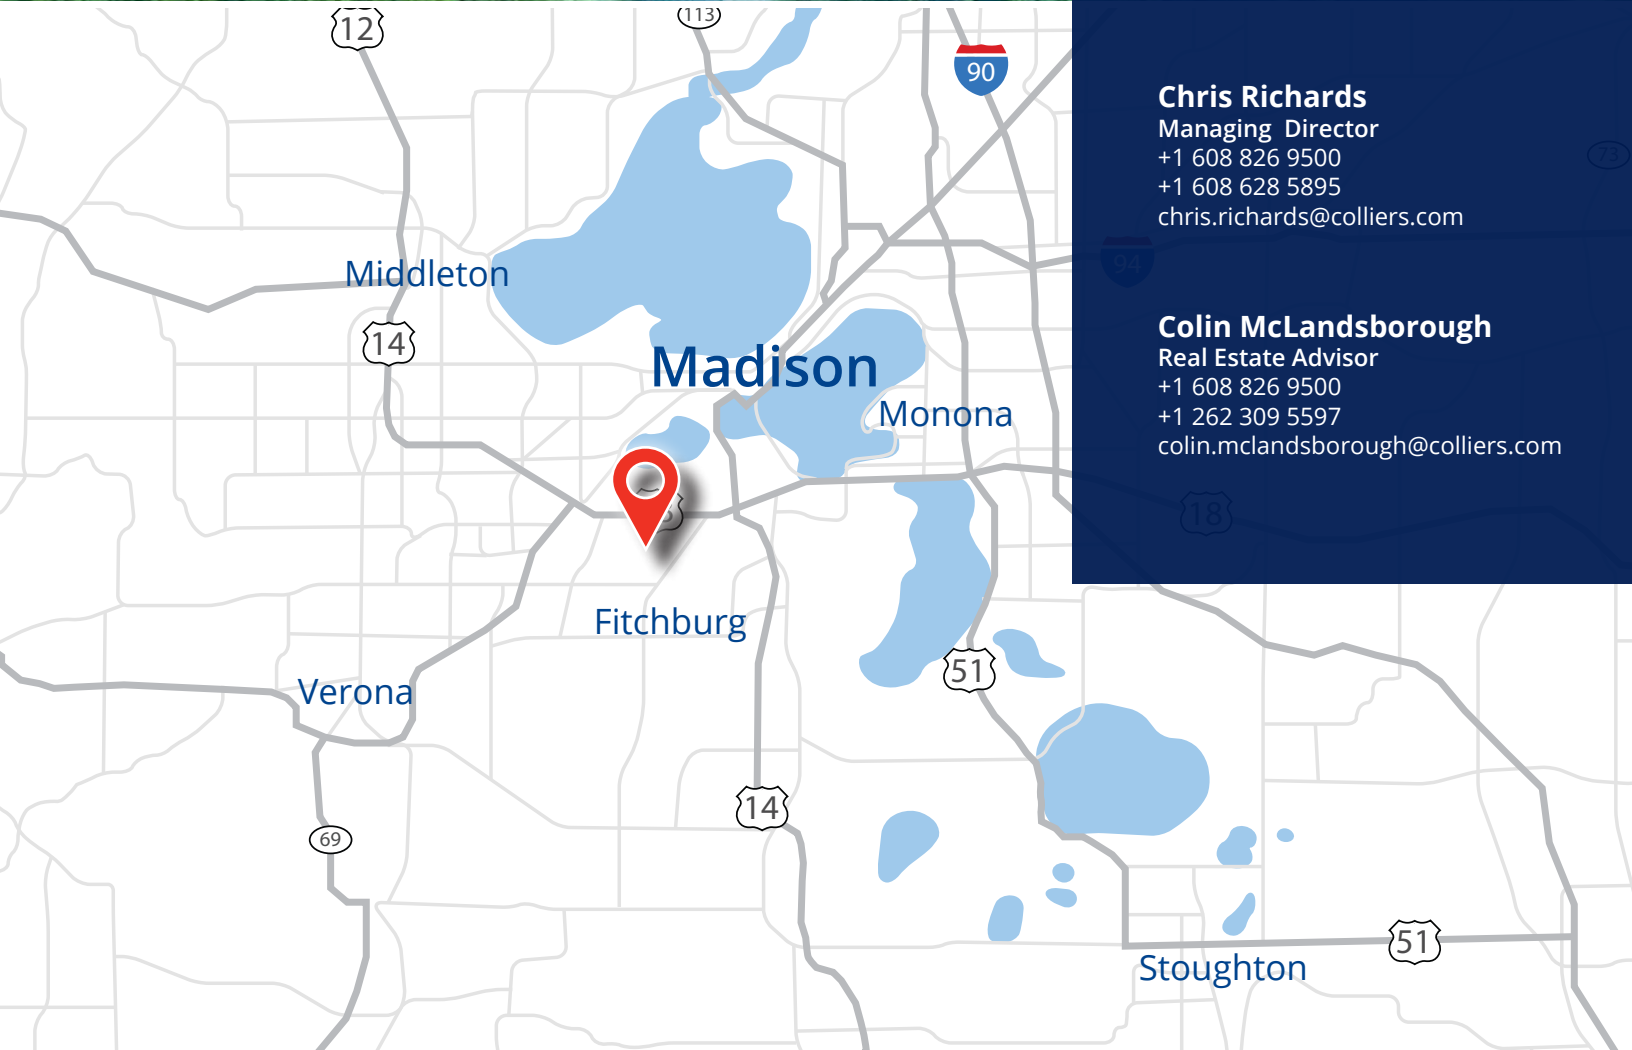 12
113
90
Chris Richards
Managing Director
+1 608 826 9500
+1 608 628 5895
chris.richards@colliers.com
73
94
Middleton
14
Colin McLandsborough
Real Estate Advisor
+1 608 826 9500
+1 262 309 5597
colin.mclandsborough@colliers.com
Madison
Monona
18
Fitchburg
51
Verona
14
69
51
Stoughton